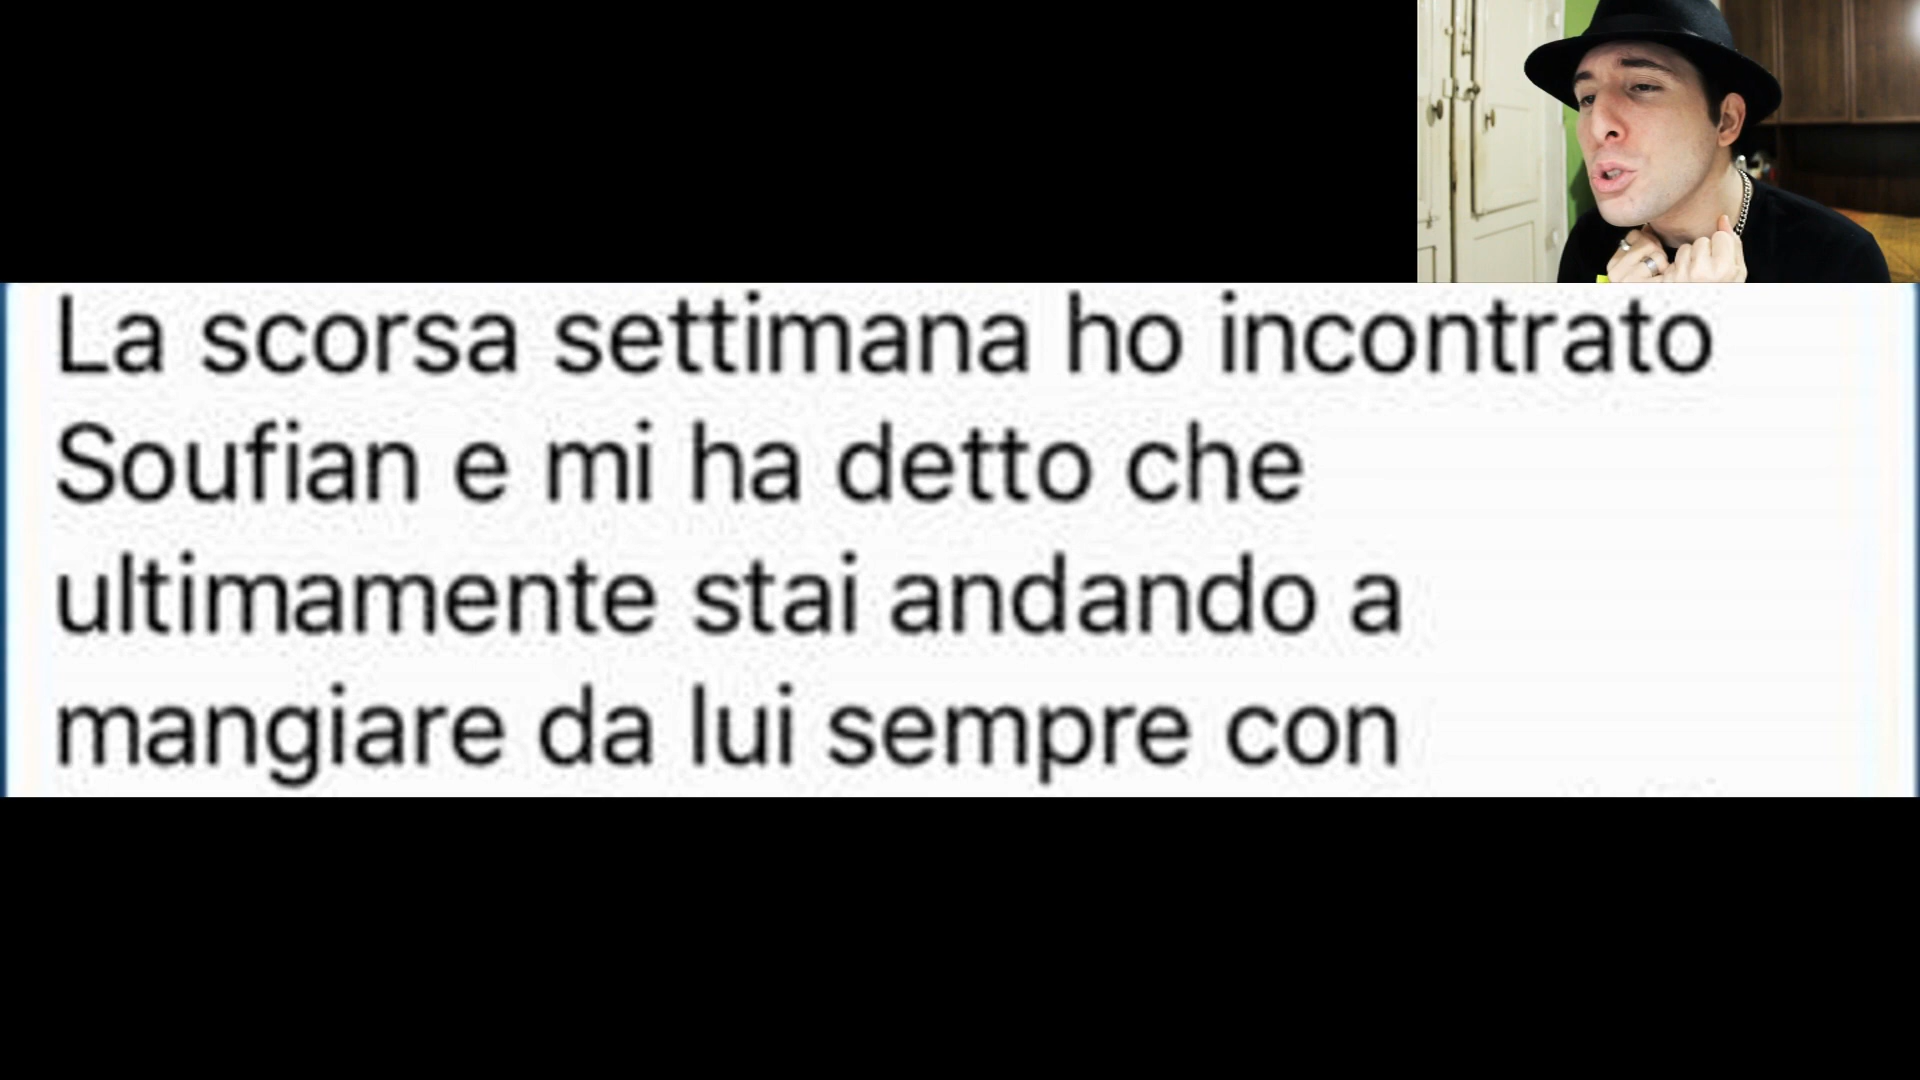 La scorsa settimana ho incontrato
Soufian e mi ha detto che
ultimamente stai andando a
mangiare da lui sempre con